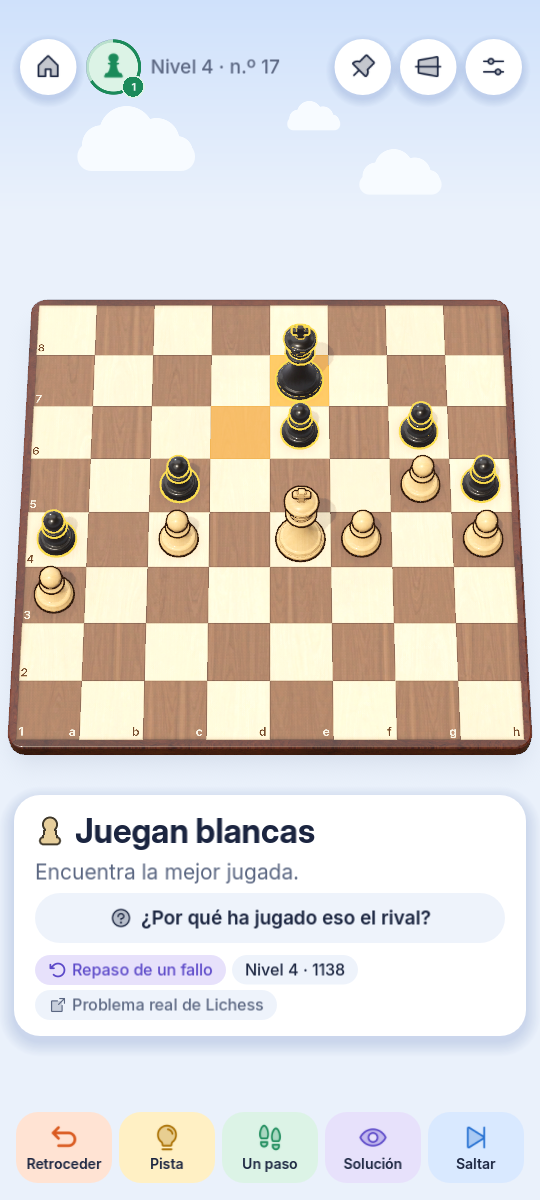 1
Nivel 4 · n.º 17
8
7
6
5
4
3
2
1 a b c d e f g h
Juegan blancas
Encuentra la mejor jugada.
¿Por qué ha jugado eso el rival?
Repaso de un fallo
Nivel 4 · 1138
Problema real de Lichess
Retroceder
Pista
Un paso
Solución
Saltar